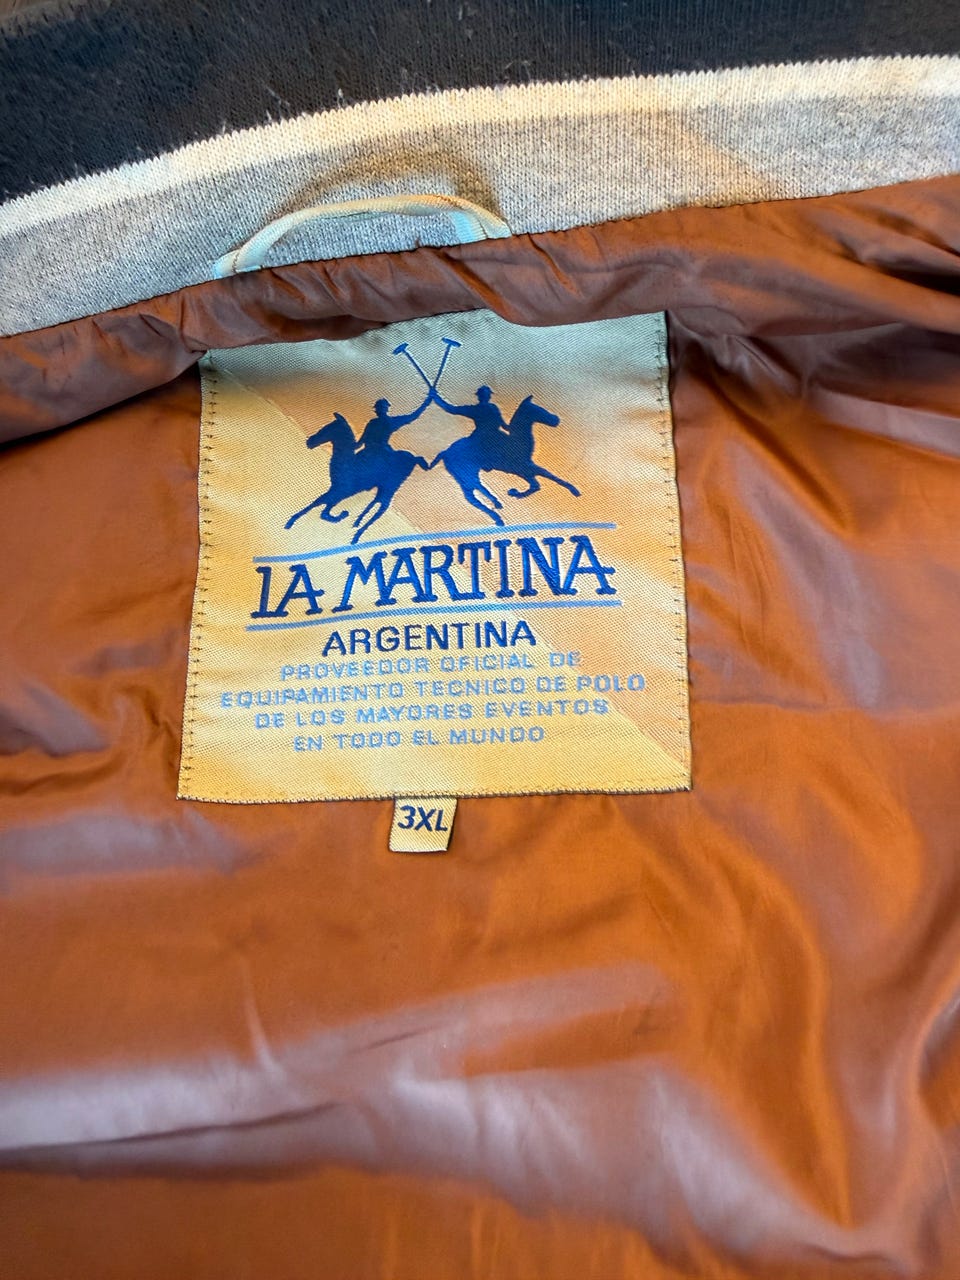 LA MARTINA
ARGENTINA
PROVEEDOR OFICIAL DE
EQUIPAMIENTO TECNICO DE POLO
DE LOS MAYORES EVENTOS
EN TODO EL MUNDO
3XL